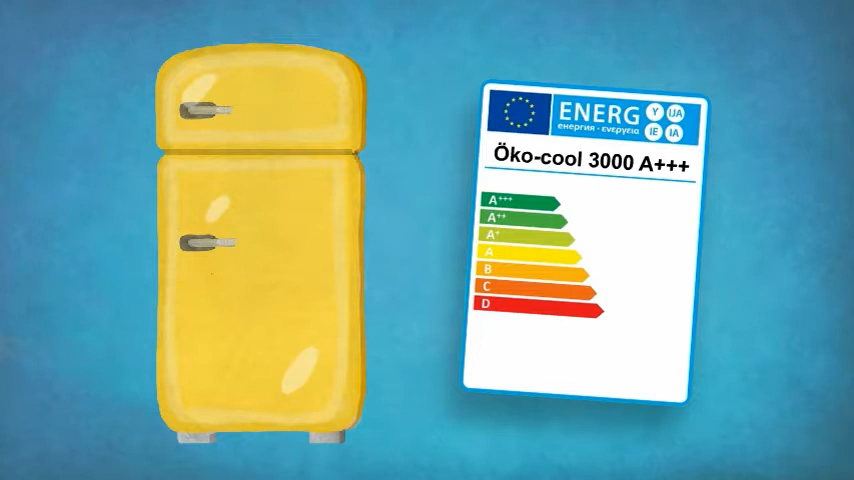 ENERG Y IJA
енергия · ενεργεια IE IA
Öko-cool 3000 A+++
A+++
A++
A+
A
B
C
D